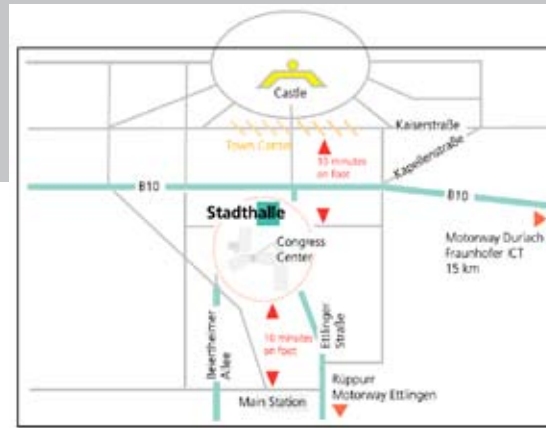 Castle
Kaiserstraße
Town Center
10 minutes
on foot
Kapellenstraße
B10
B10
Stadthalle
Congress
Center
Motorway Durlach
Fraunhofer ICT
15 km
Beiertheimer
Allee
10 minutes
on foot
Ettlinger
Straße
Main Station
Rüppurr
Motorway Ettlingen